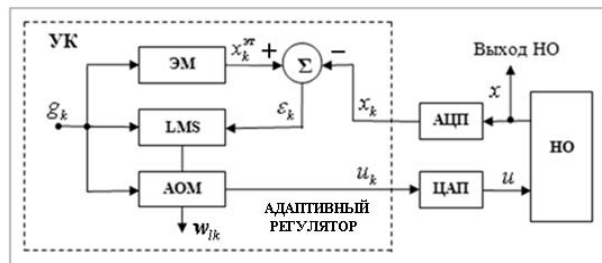 УК
ЭМ
x_k^эт
+
Σ
−
Выход НО
x
g_k
LMS
ε_k
x_k
АЦП
НО
АОМ
u_k
ЦАП
u
w_lk
АДАПТИВНЫЙ
РЕГУЛЯТОР